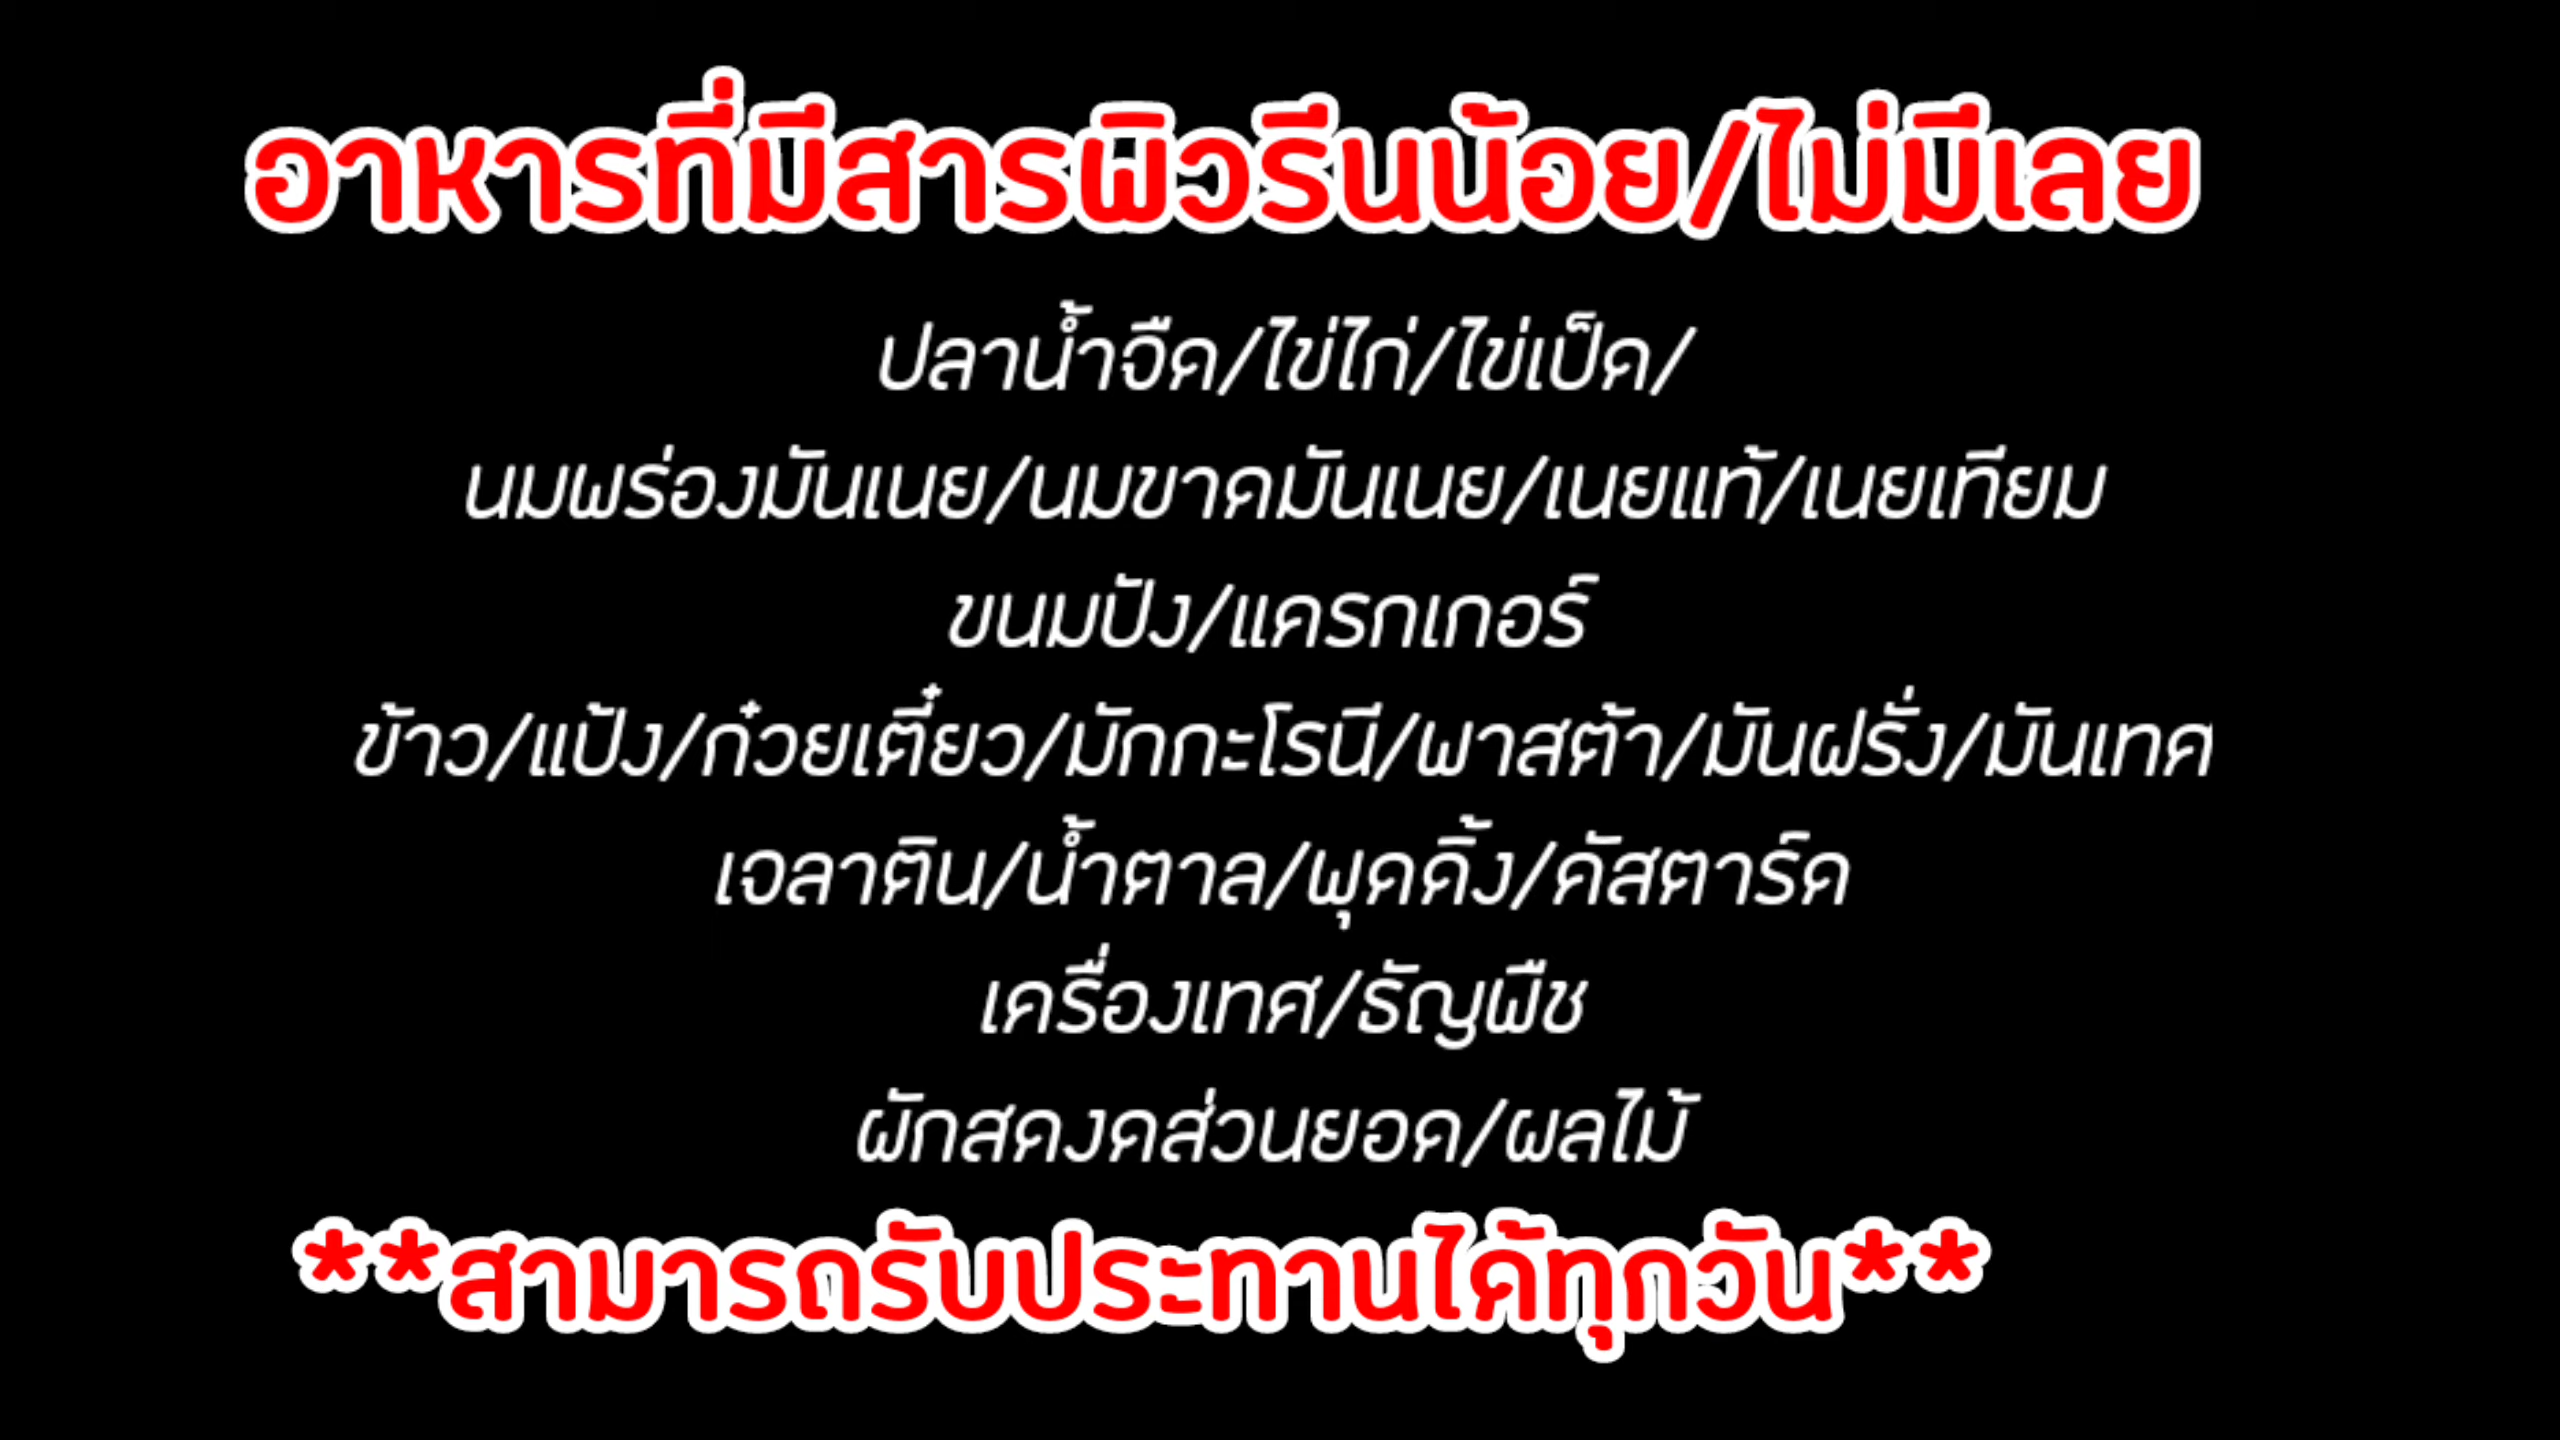 อาหารที่มีสารผิวรีนน้อย/ไม่มีเลย
ปลาน้ำจืด/ไข่ไก่/ไข่เป็ด/
นมพร่องมันเนย/นมขาดมันเนย/เนยแท้/เนยเทียม
ขนมปัง/แครกเกอร์
ข้าว/แป้ง/ก๋วยเตี๋ยว/มักกะโรนี/พาสต้า/มันฝรั่ง/มันเทศ
เจลาติน/น้ำตาล/พุดดิ้ง/คัสตาร์ด
เครื่องเทศ/ธัญพืช
ผักสดงดส่วนยอด/ผลไม้
**สามารถรับประทานได้ทุกวัน**